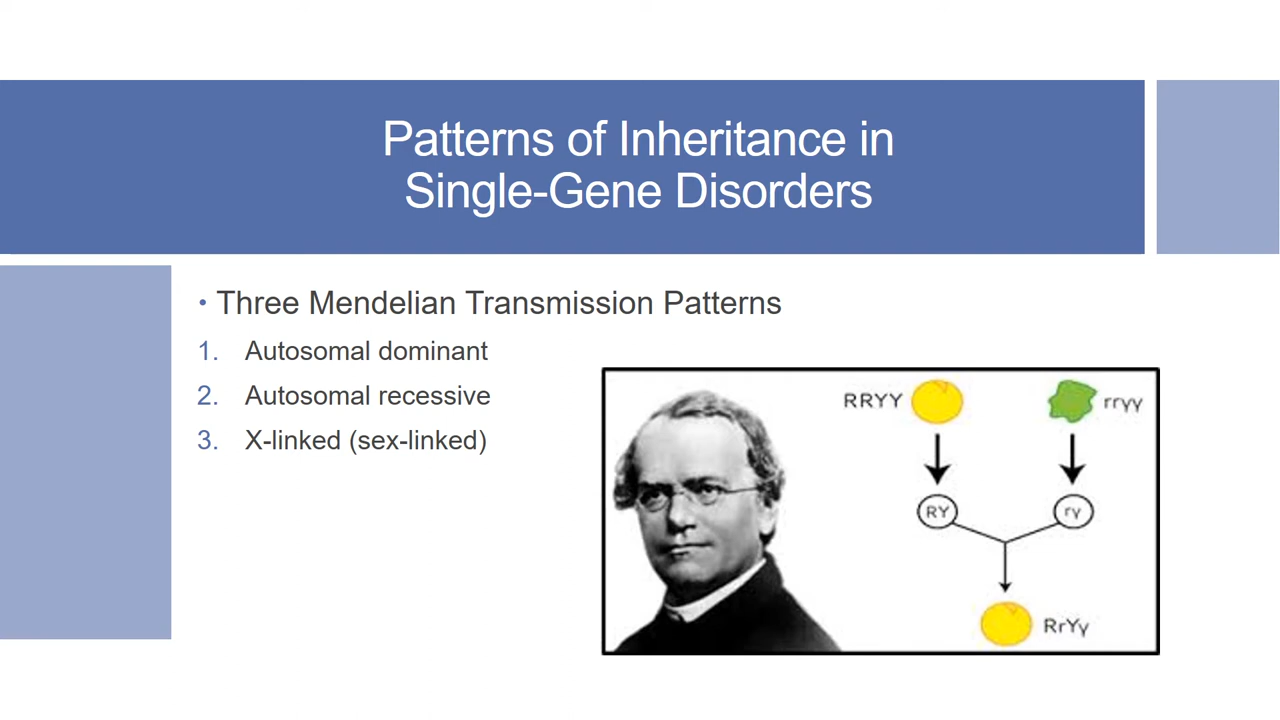 Patterns of Inheritance in
Single-Gene Disorders
• Three Mendelian Transmission Patterns
1. Autosomal dominant
2. Autosomal recessive
3. X-linked (sex-linked)
RRYY
rryy
RY
ry
RrYy